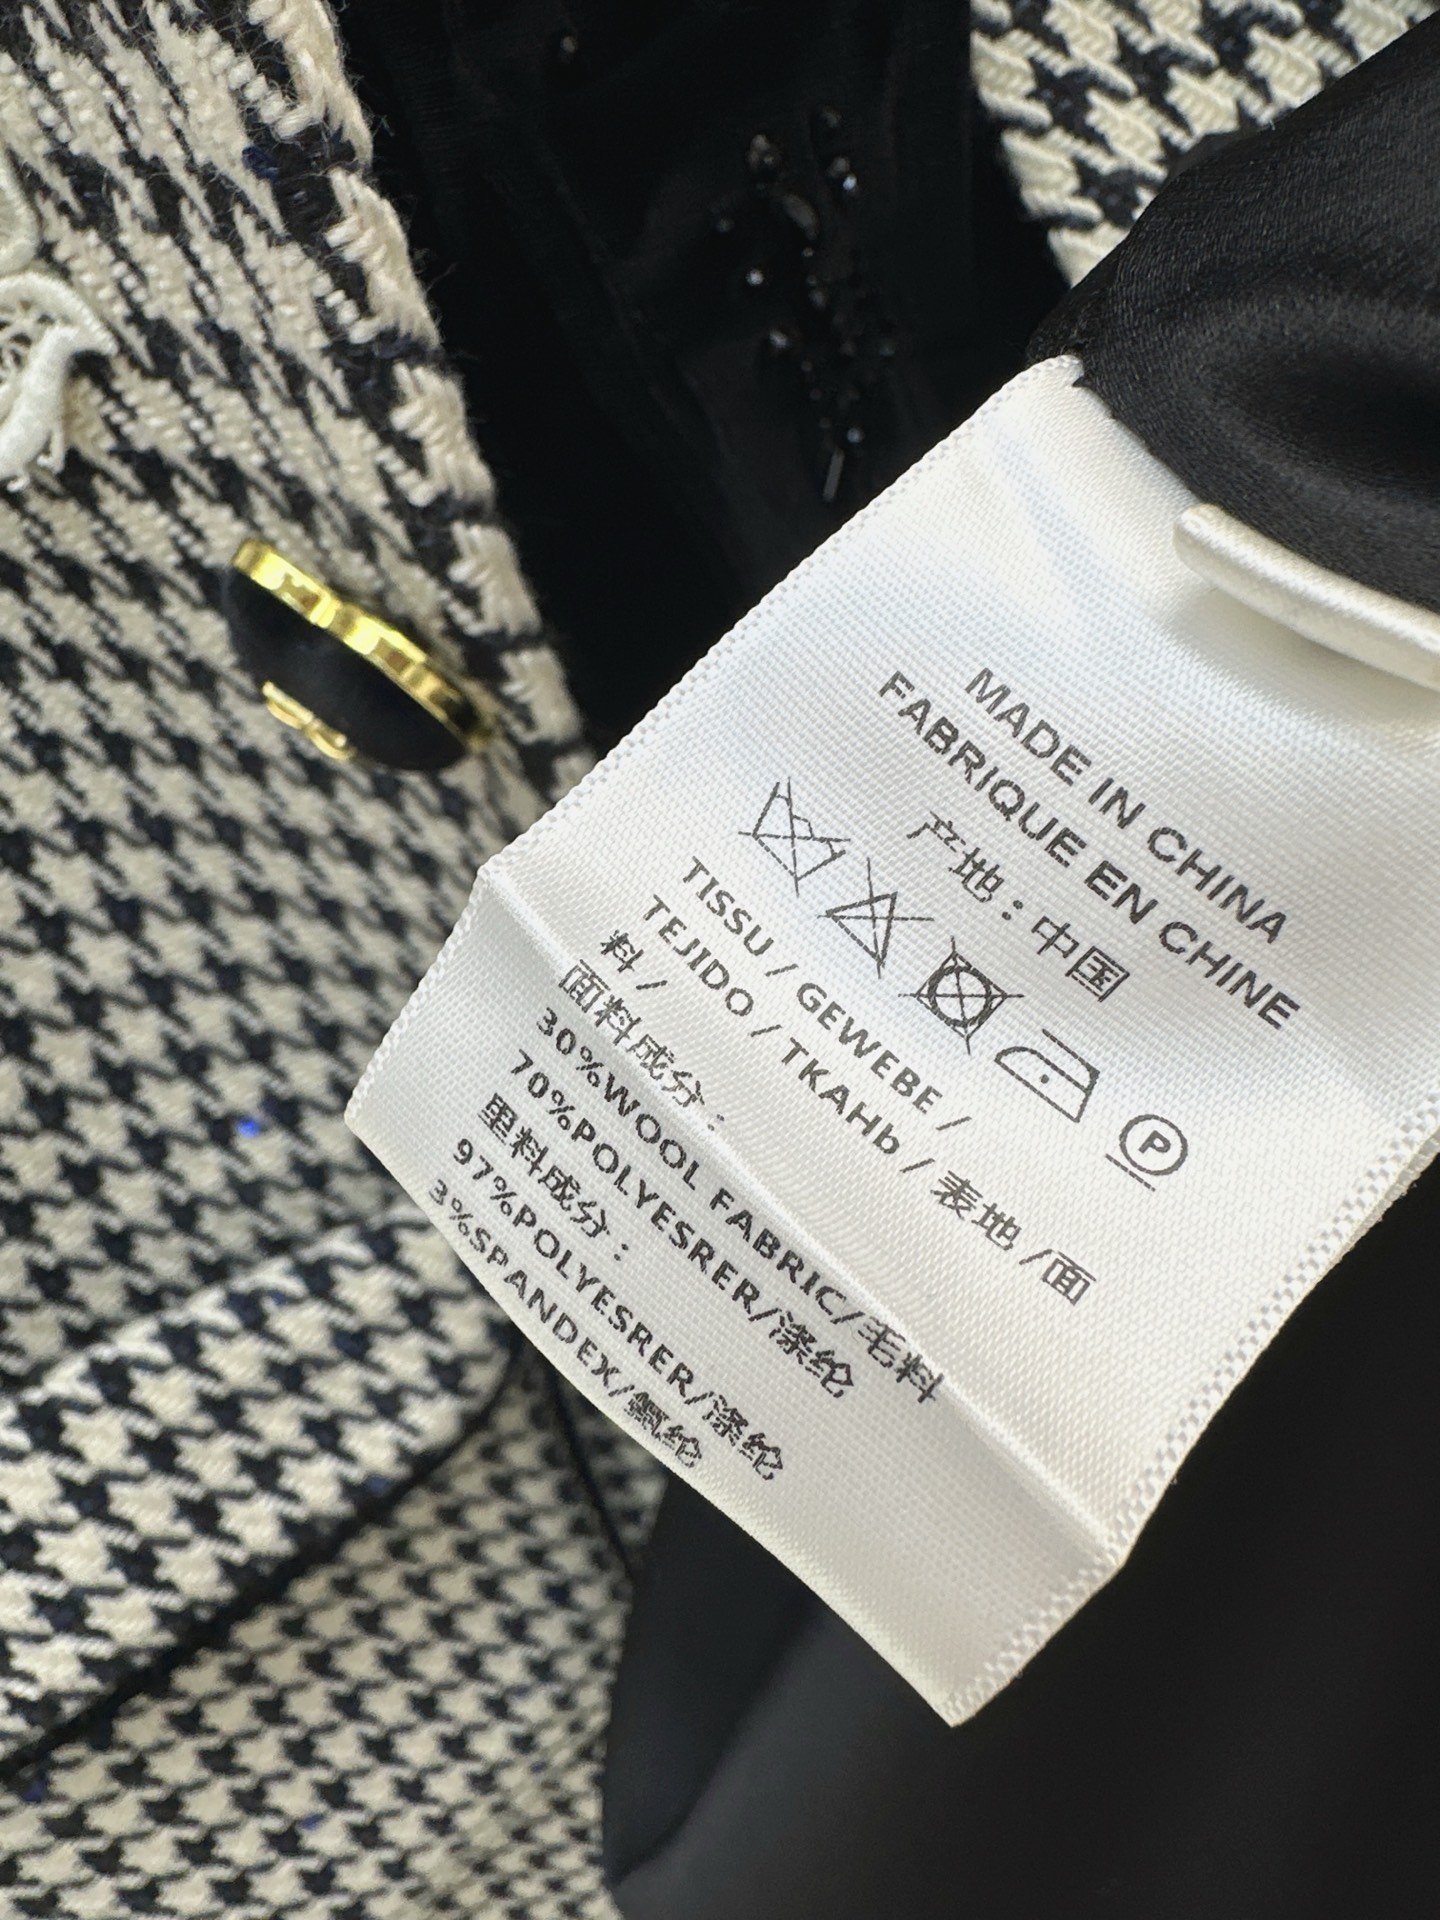 MADE IN CHINA
FABRIQUE EN CHINE
产地：中国
P
TISSU / GEWEBE /
TEJIDO / TKAHb / 表地 /面
料 /
面料成分：
30%WOOL FABRIC/毛料
70%POLYESRER/涤纶
里料成分：
97%POLYESRER/涤纶
3%SPANDEX/氨纶